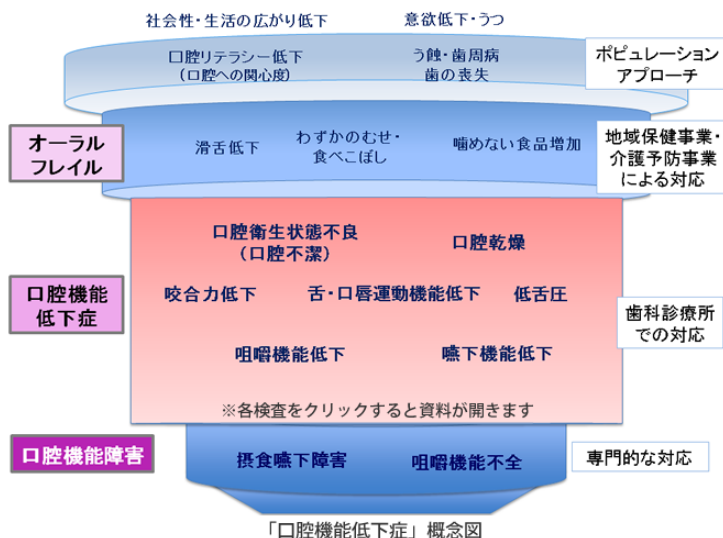 社会性・生活の広がり低下
意欲低下・うつ
口腔リテラシー低下
(口腔への関心度)
う蝕・歯周病
歯の喪失
ポピュレーション
アプローチ
オーラル
フレイル
滑舌低下
わずかのむせ・
食べこぼし
噛めない食品増加
地域保健事業・
介護予防事業
による対応
口腔機能
低下症
口腔衛生状態不良
(口腔不潔)
口腔乾燥
咬合力低下
舌・口唇運動機能低下
低舌圧
咀嚼機能低下
嚥下機能低下
歯科診療所
での対応
※各検査をクリックすると資料が開きます
口腔機能障害
摂食嚥下障害
咀嚼機能不全
専門的な対応
「口腔機能低下症」概念図